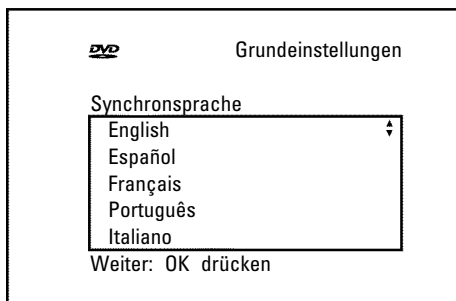 DVD
Grundeinstellungen
Synchronsprache
English
Español
Français
Português
Italiano
Weiter: OK drücken